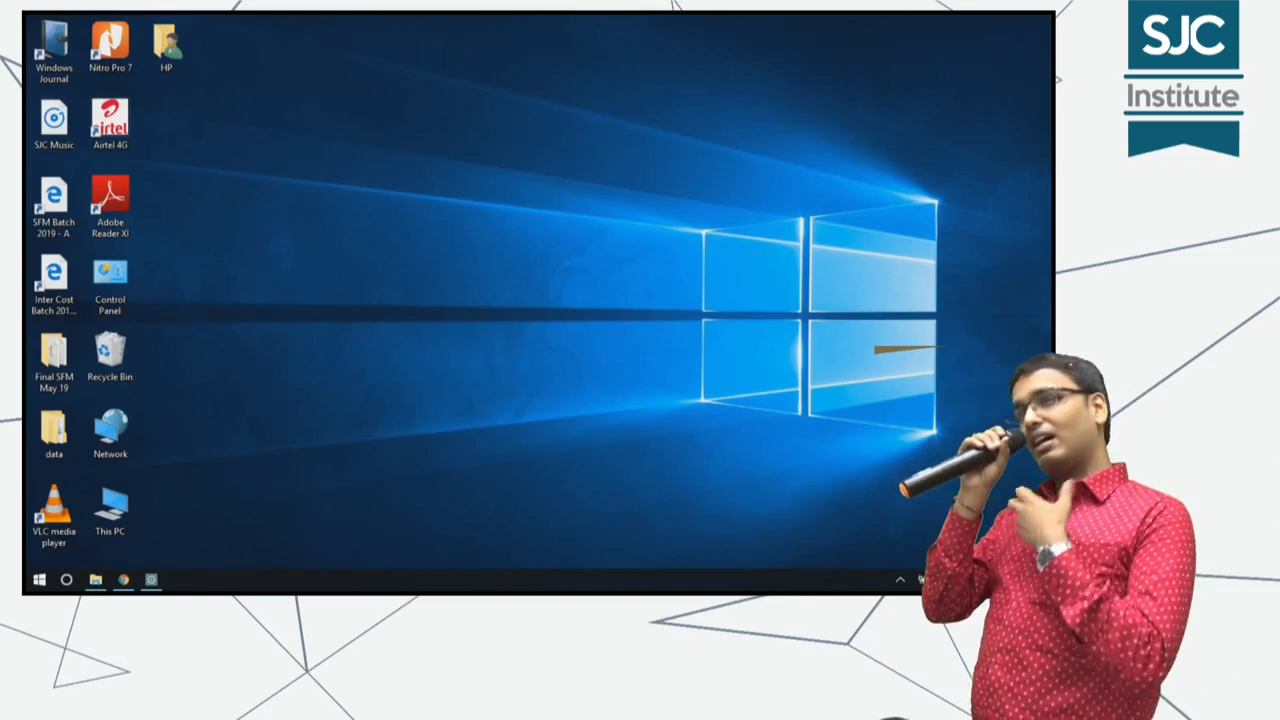 Windows
Journal
Nitro Pro 7
HP
SJC Music
airtel
Airtel 4G
SFM Batch
2019 - A
Adobe
Reader XI
Inter Cost
Batch 201...
Control
Panel
Final SFM
May 19
Recycle Bin
data
Network
VLC media
player
This PC
SJC
Institute